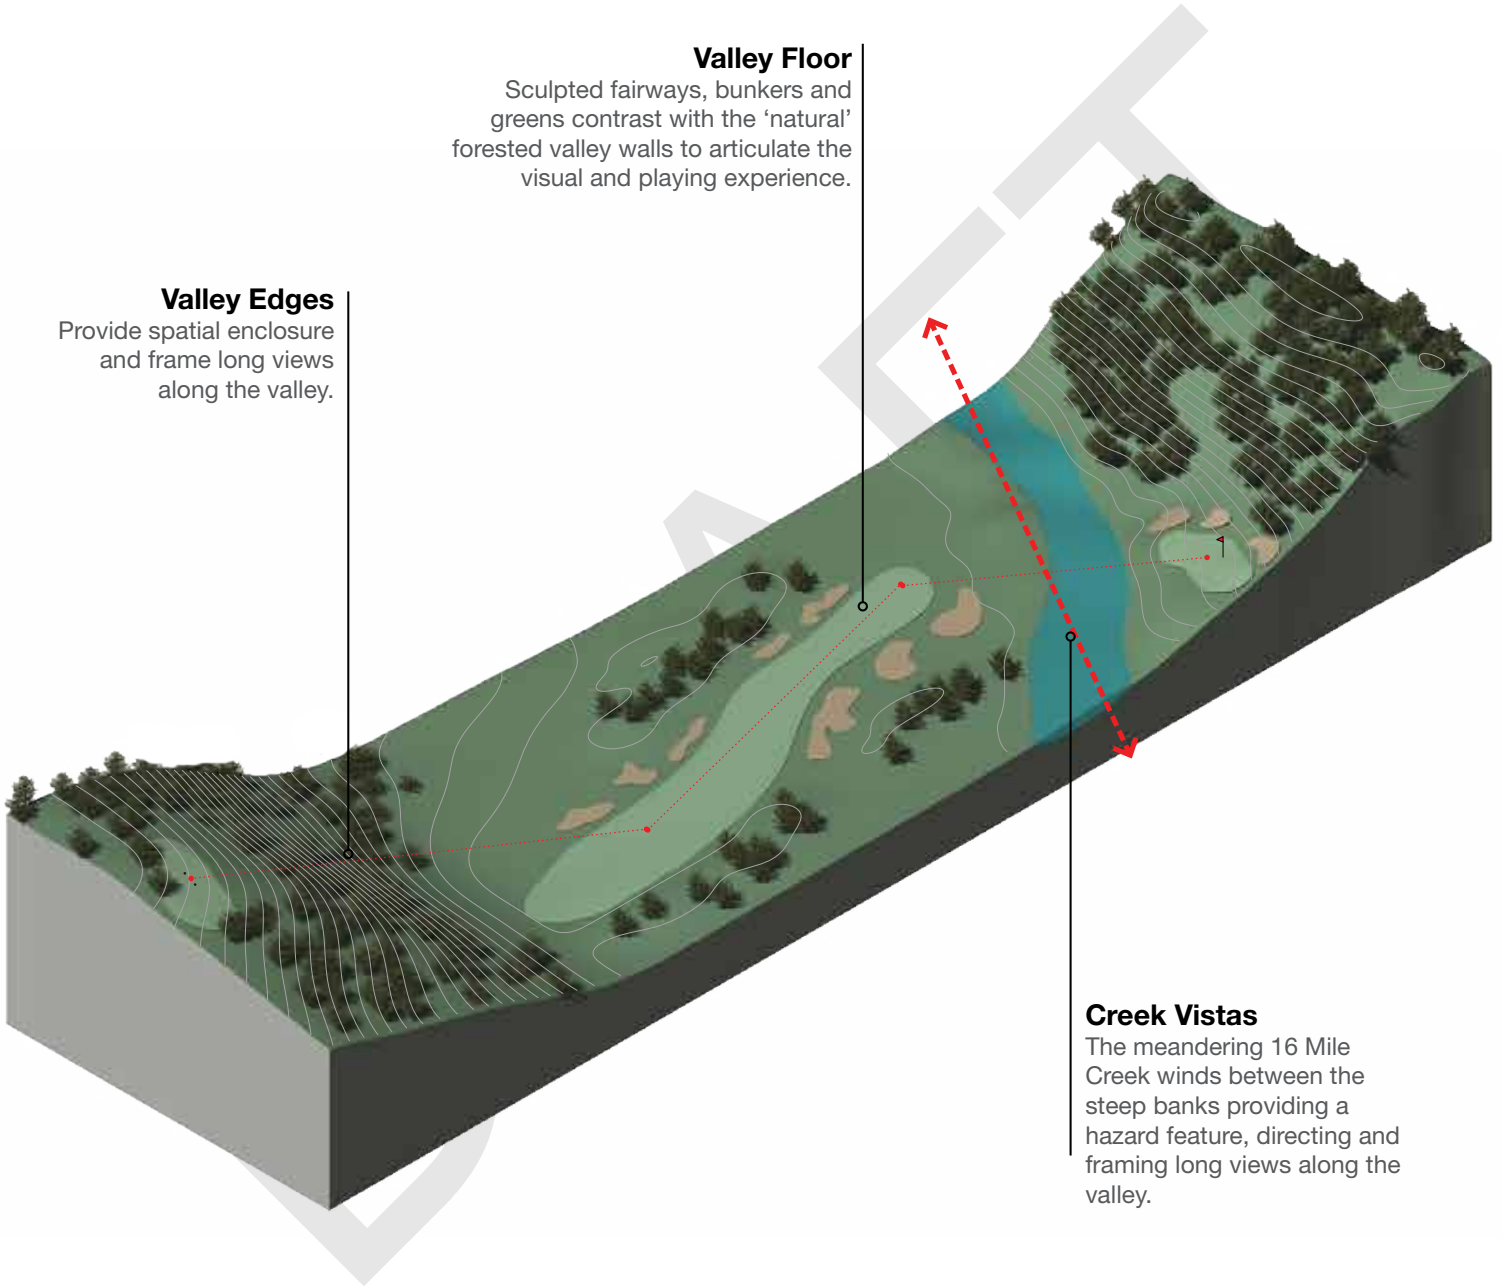 Valley Floor
Sculpted fairways, bunkers and
greens contrast with the ‘natural’
forested valley walls to articulate the
visual and playing experience.
Valley Edges
Provide spatial enclosure
and frame long views
along the valley.
Creek Vistas
The meandering 16 Mile
Creek winds between the
steep banks providing a
hazard feature, directing and
framing long views along the
valley.
DRAFT